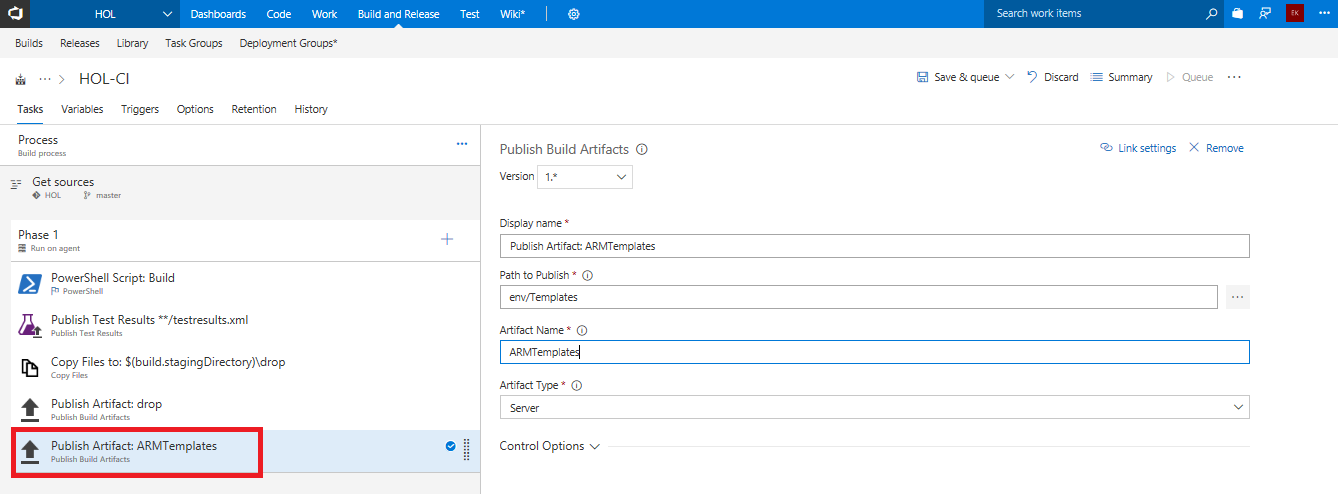 HOL
Dashboards
Code
Work
Build and Release
Test
Wiki*
Search work items
EK
Builds
Releases
Library
Task Groups
Deployment Groups*
HOL-CI
Save & queue
Discard
Summary
Queue
Tasks
Variables
Triggers
Options
Retention
History
Process
Build process
Get sources
HOL
master
Phase 1
Run on agent
PowerShell Script: Build
PowerShell
Publish Test Results **/testresults.xml
Publish Test Results
Copy Files to: $(build.stagingDirectory)\drop
Copy Files
Publish Artifact: drop
Publish Build Artifacts
Publish Artifact: ARMTemplates
Publish Build Artifacts
Publish Build Artifacts
Link settings
Remove
Version
1.*
Display name *
Publish Artifact: ARMTemplates
Path to Publish *
env/Templates
Artifact Name *
ARMTemplates
Artifact Type *
Server
Control Options